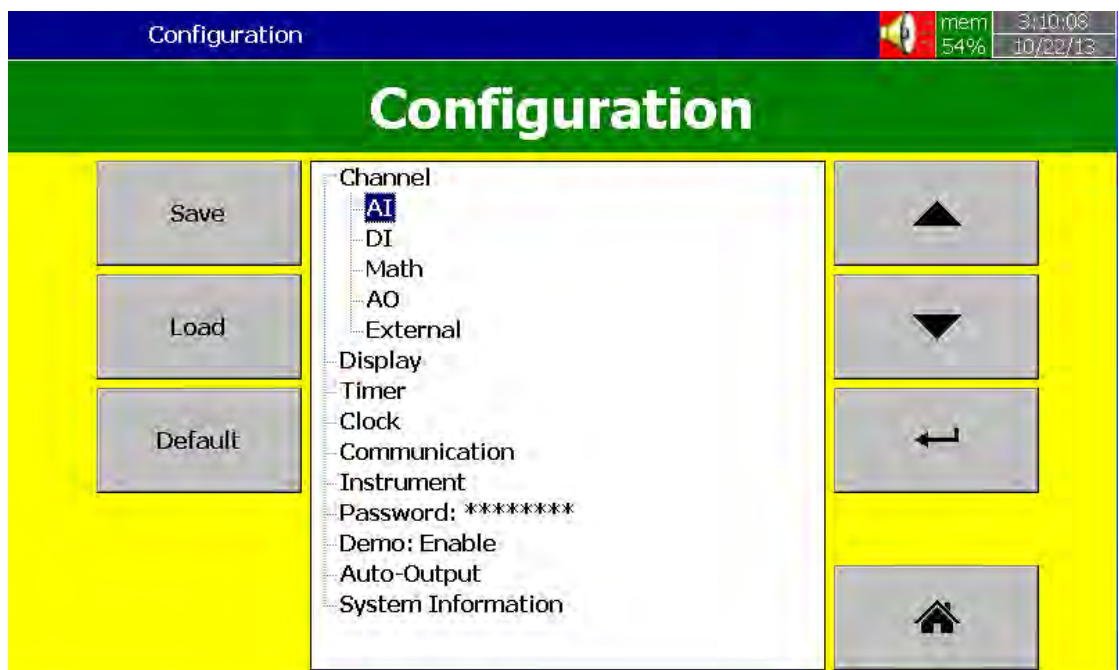 Configuration
mem
54%
3:10:08
10/22/13
Configuration
Save
Load
Default
Channel
AI
DI
Math
AO
External
Display
Timer
Clock
Communication
Instrument
Password: ********
Demo: Enable
Auto-Output
System Information